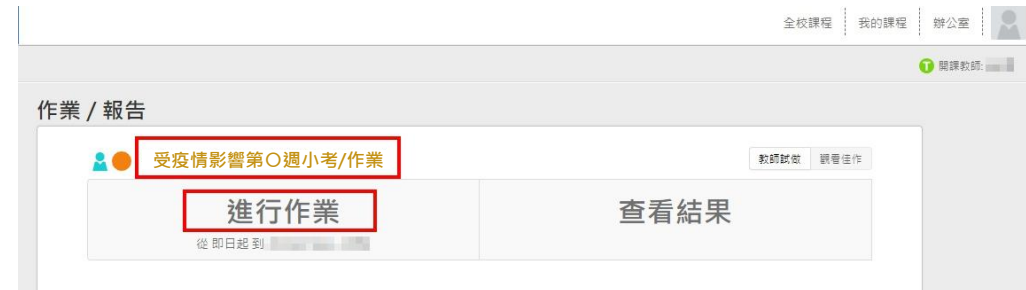 全校課程 我的課程 辦公室
T 開課教師:
作業 / 報告
受疫情影響第○週小考/作業
教師試做 觀看佳作
進行作業 查看結果
從 即日起 到